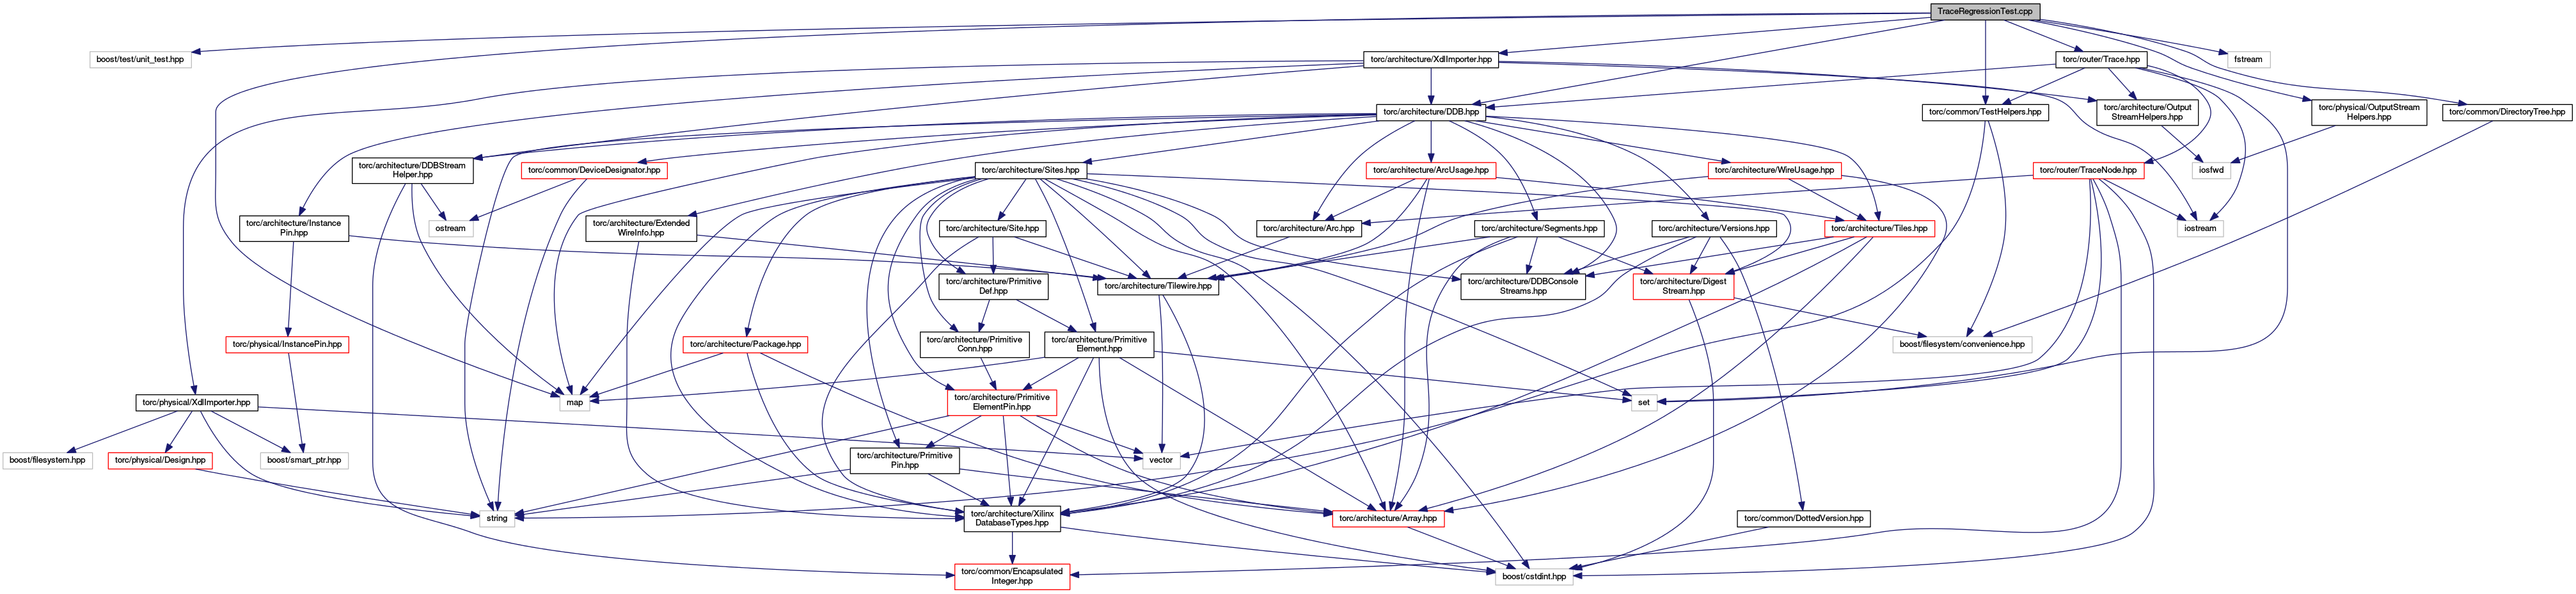 TraceRegressionTest.cpp
boost/test/unit_test.hpp
torc/architecture/XdlImporter.hpp
torc/router/Trace.hpp
fstream
torc/architecture/DDB.hpp
torc/common/TestHelpers.hpp
torc/architecture/Output
StreamHelpers.hpp
torc/physical/OutputStream
Helpers.hpp
torc/common/DirectoryTree.hpp
torc/architecture/DDBStream
Helper.hpp
torc/common/DeviceDesignator.hpp
torc/architecture/Sites.hpp
torc/architecture/ArcUsage.hpp
torc/architecture/WireUsage.hpp
torc/router/TraceNode.hpp
iosfwd
torc/architecture/Instance
Pin.hpp
ostream
torc/architecture/Extended
WireInfo.hpp
torc/architecture/Site.hpp
torc/architecture/Arc.hpp
torc/architecture/Segments.hpp
torc/architecture/Versions.hpp
torc/architecture/Tiles.hpp
iostream
torc/architecture/Primitive
Def.hpp
torc/architecture/Tilewire.hpp
torc/architecture/DDBConsole
Streams.hpp
torc/architecture/Digest
Stream.hpp
torc/physical/InstancePin.hpp
torc/architecture/Package.hpp
torc/architecture/Primitive
Conn.hpp
torc/architecture/Primitive
Element.hpp
boost/filesystem/convenience.hpp
torc/physical/XdlImporter.hpp
map
torc/architecture/Primitive
ElementPin.hpp
set
boost/filesystem.hpp
torc/physical/Design.hpp
boost/smart_ptr.hpp
torc/architecture/Primitive
Pin.hpp
vector
string
torc/architecture/Xilinx
DatabaseTypes.hpp
torc/architecture/Array.hpp
torc/common/DottedVersion.hpp
torc/common/Encapsulated
Integer.hpp
boost/cstdint.hpp